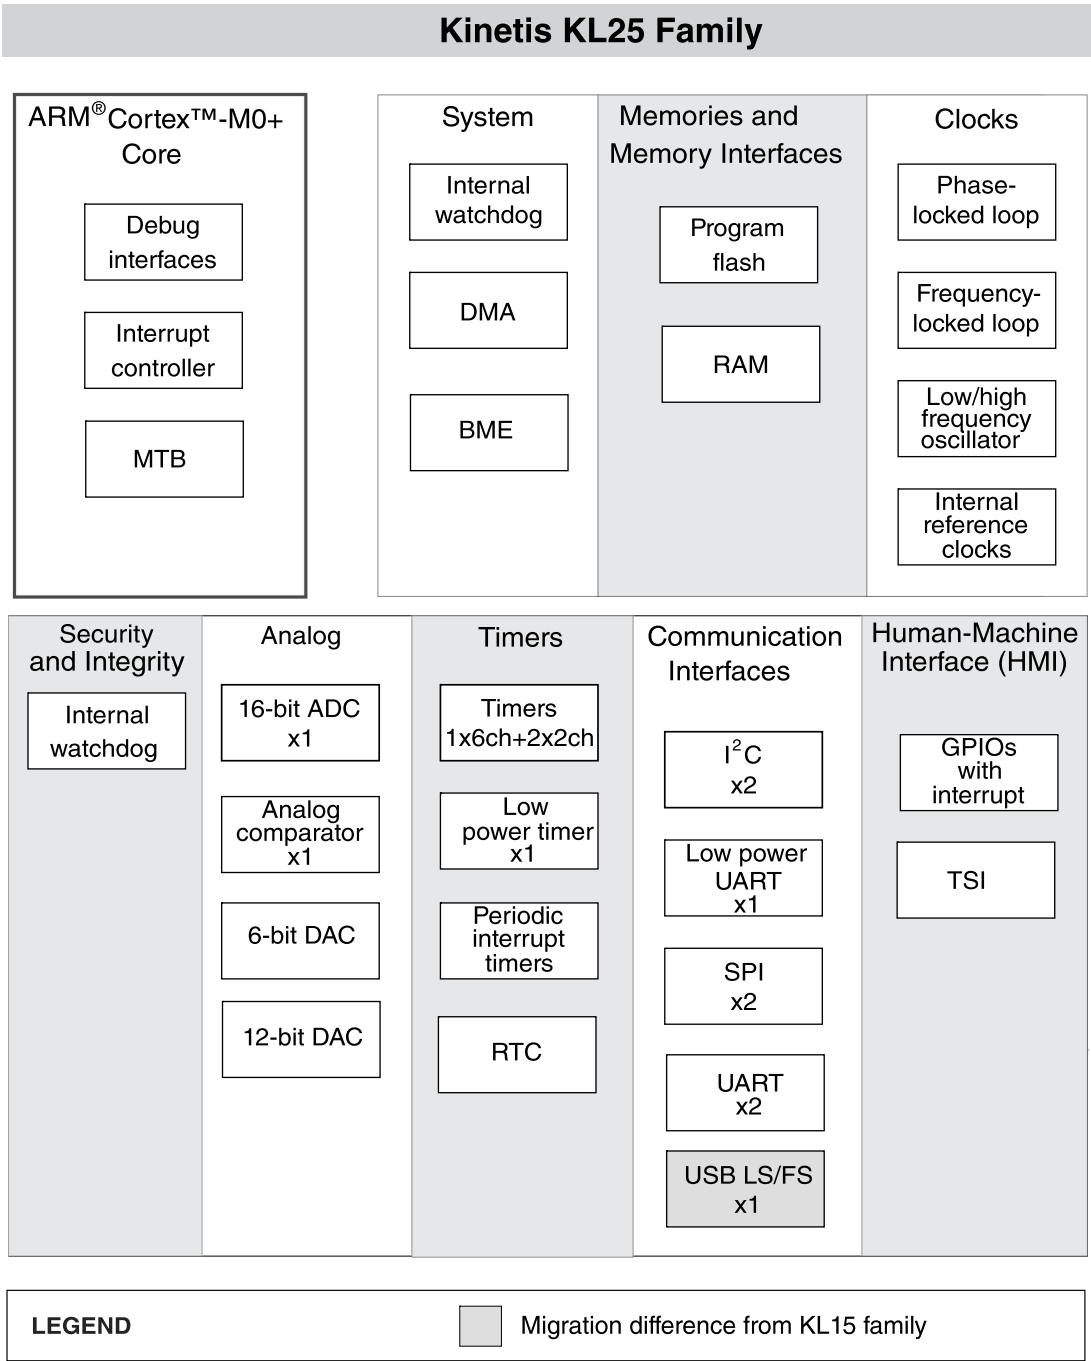 Kinetis KL25 Family
ARM®Cortex™-M0+
Core
Debug
interfaces
Interrupt
controller
MTB
System
Internal
watchdog
DMA
BME
Memories and
Memory Interfaces
Program
flash
RAM
Clocks
Phase-
locked loop
Frequency-
locked loop
Low/high
frequency
oscillator
Internal
reference
clocks
Security
and Integrity
Internal
watchdog
Analog
16-bit ADC
x1
Analog
comparator
x1
6-bit DAC
12-bit DAC
Timers
Timers
1x6ch+2x2ch
Low
power timer
x1
Periodic
interrupt
timers
RTC
Communication
Interfaces
I²C
x2
Low power
UART
x1
SPI
x2
UART
x2
USB LS/FS
x1
Human-Machine
Interface (HMI)
GPIOs
with
interrupt
TSI
LEGEND
Migration difference from KL15 family